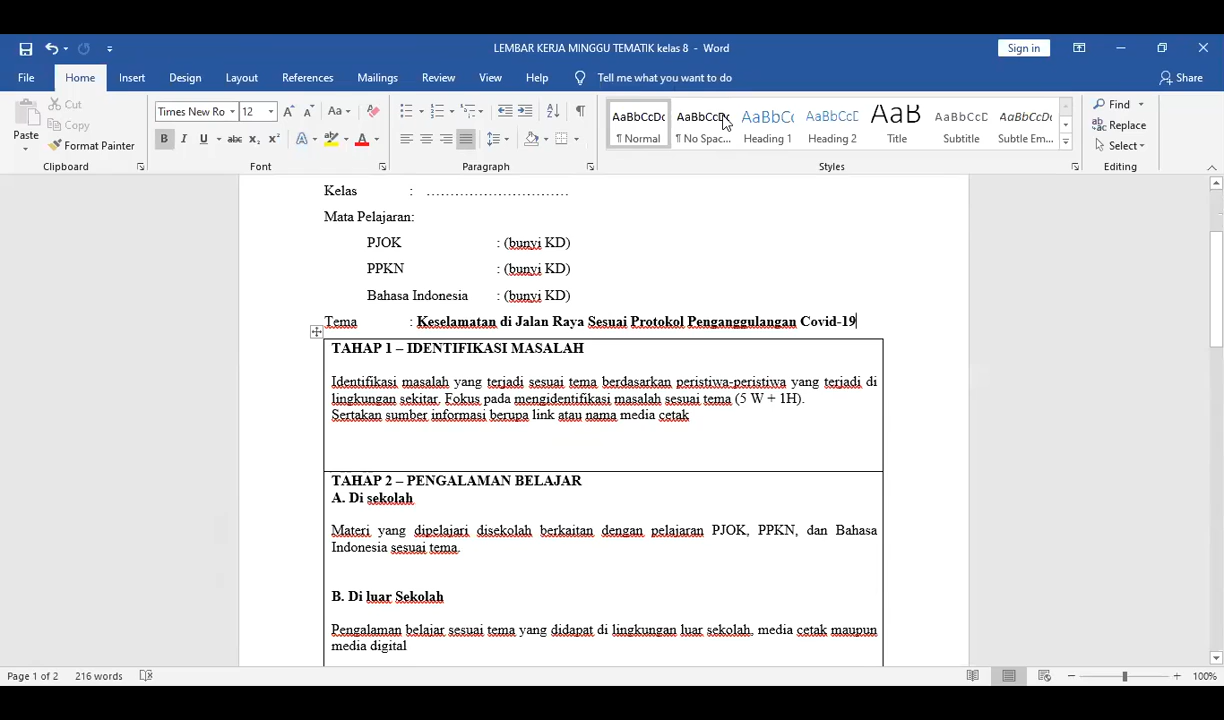 LEMBAR KERJA MINGGU TEMATIK kelas 8 - Word
Sign in
File Home Insert Design Layout References Mailings Review View Help Tell me what you want to do Share
Paste
Cut
Copy
Format Painter
Clipboard
Times New Ro 12
Font
Paragraph
AaBbCcDc AaBbCcDc AaBbCc AaBbCcD AaB AaBbCcD AaBbCcDc
¶ Normal ¶ No Spac... Heading 1 Heading 2 Title Subtitle Subtle Em...
Styles
Find
Replace
Select
Editing
Kelas : …………………………
Mata Pelajaran:
PJOK : (bunyi KD)
PPKN : (bunyi KD)
Bahasa Indonesia : (bunyi KD)
Tema : Keselamatan di Jalan Raya Sesuai Protokol Penganggulangan Covid-19
TAHAP 1 – IDENTIFIKASI MASALAH
Identifikasi masalah yang terjadi sesuai tema berdasarkan peristiwa-peristiwa yang terjadi di
lingkungan sekitar. Fokus pada mengidentifikasi masalah sesuai tema (5 W + 1H).
Sertakan sumber informasi berupa link atau nama media cetak
TAHAP 2 – PENGALAMAN BELAJAR
A. Di sekolah
Materi yang dipelajari disekolah berkaitan dengan pelajaran PJOK, PPKN, dan Bahasa
Indonesia sesuai tema.
B. Di luar Sekolah
Pengalaman belajar sesuai tema yang didapat di lingkungan luar sekolah, media cetak maupun
media digital
Page 1 of 2 216 words 100%